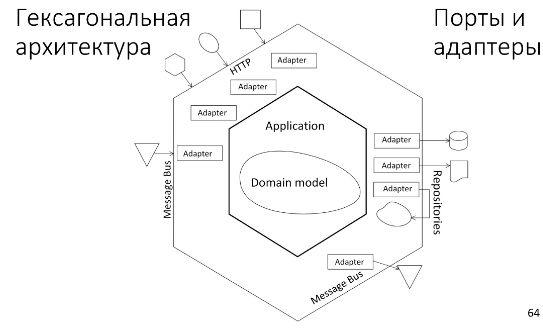 Гексагональная
архитектура
Порты и
адаптеры
HTTP
Adapter
Adapter
Adapter
Adapter
Message Bus
Application
Domain model
Adapter
Adapter
Adapter
Repositories
Adapter
Message Bus
64